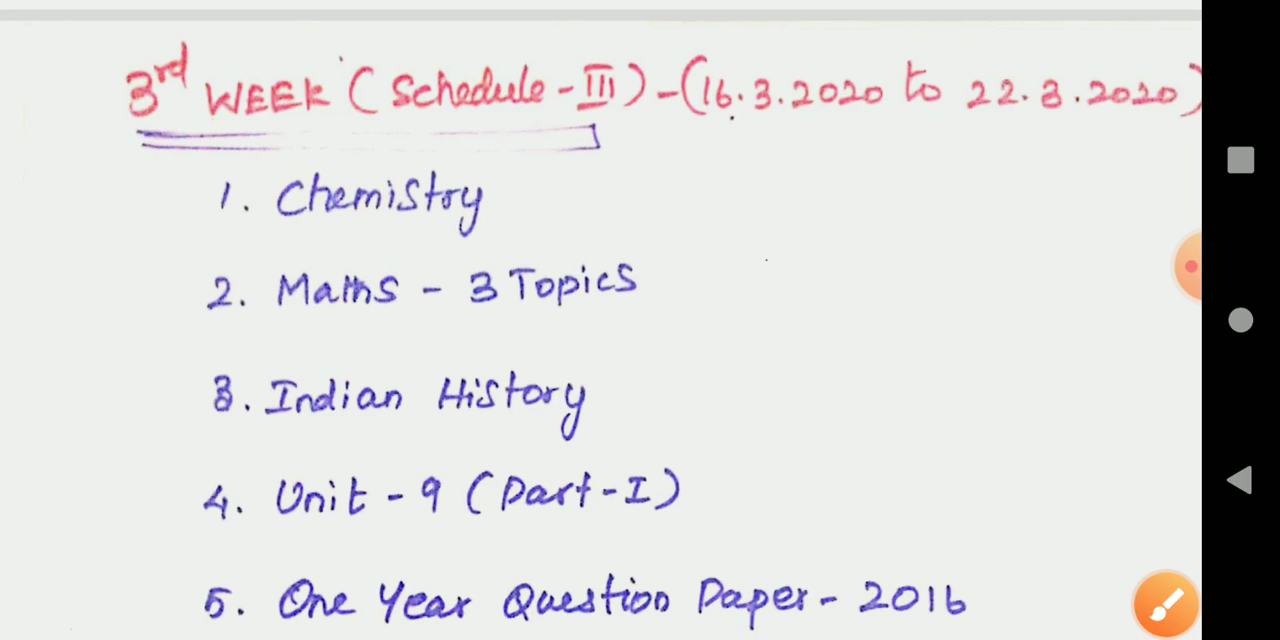 3rd WEEK (Schedule - III) - (16.3.2020 to 22.3.2020)
1. Chemistry
2. Maths - 3 Topics
3. Indian History
4. Unit - 9 (Part - I)
5. One Year Question Paper - 2016